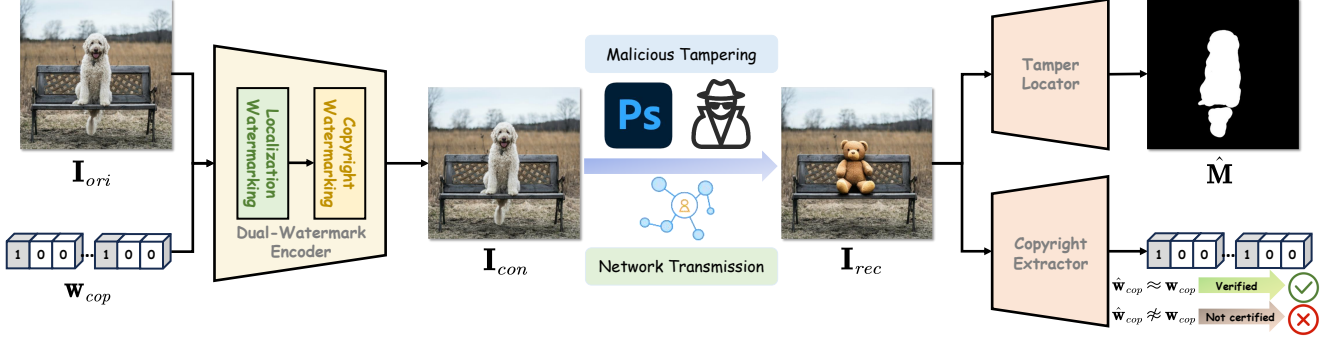 I_ori
1 0 0 ... 1 0 0
w_cop
Localization
Watermarking
Copyright
Watermarking
Dual-Watermark
Encoder
I_con
Malicious Tampering
Ps
Network Transmission
I_rec
Tamper
Locator
M̂
Copyright
Extractor
1 0 0 ... 1 0 0
ŵ_cop ≈ w_cop Verified
ŵ_cop ≉ w_cop Not certified